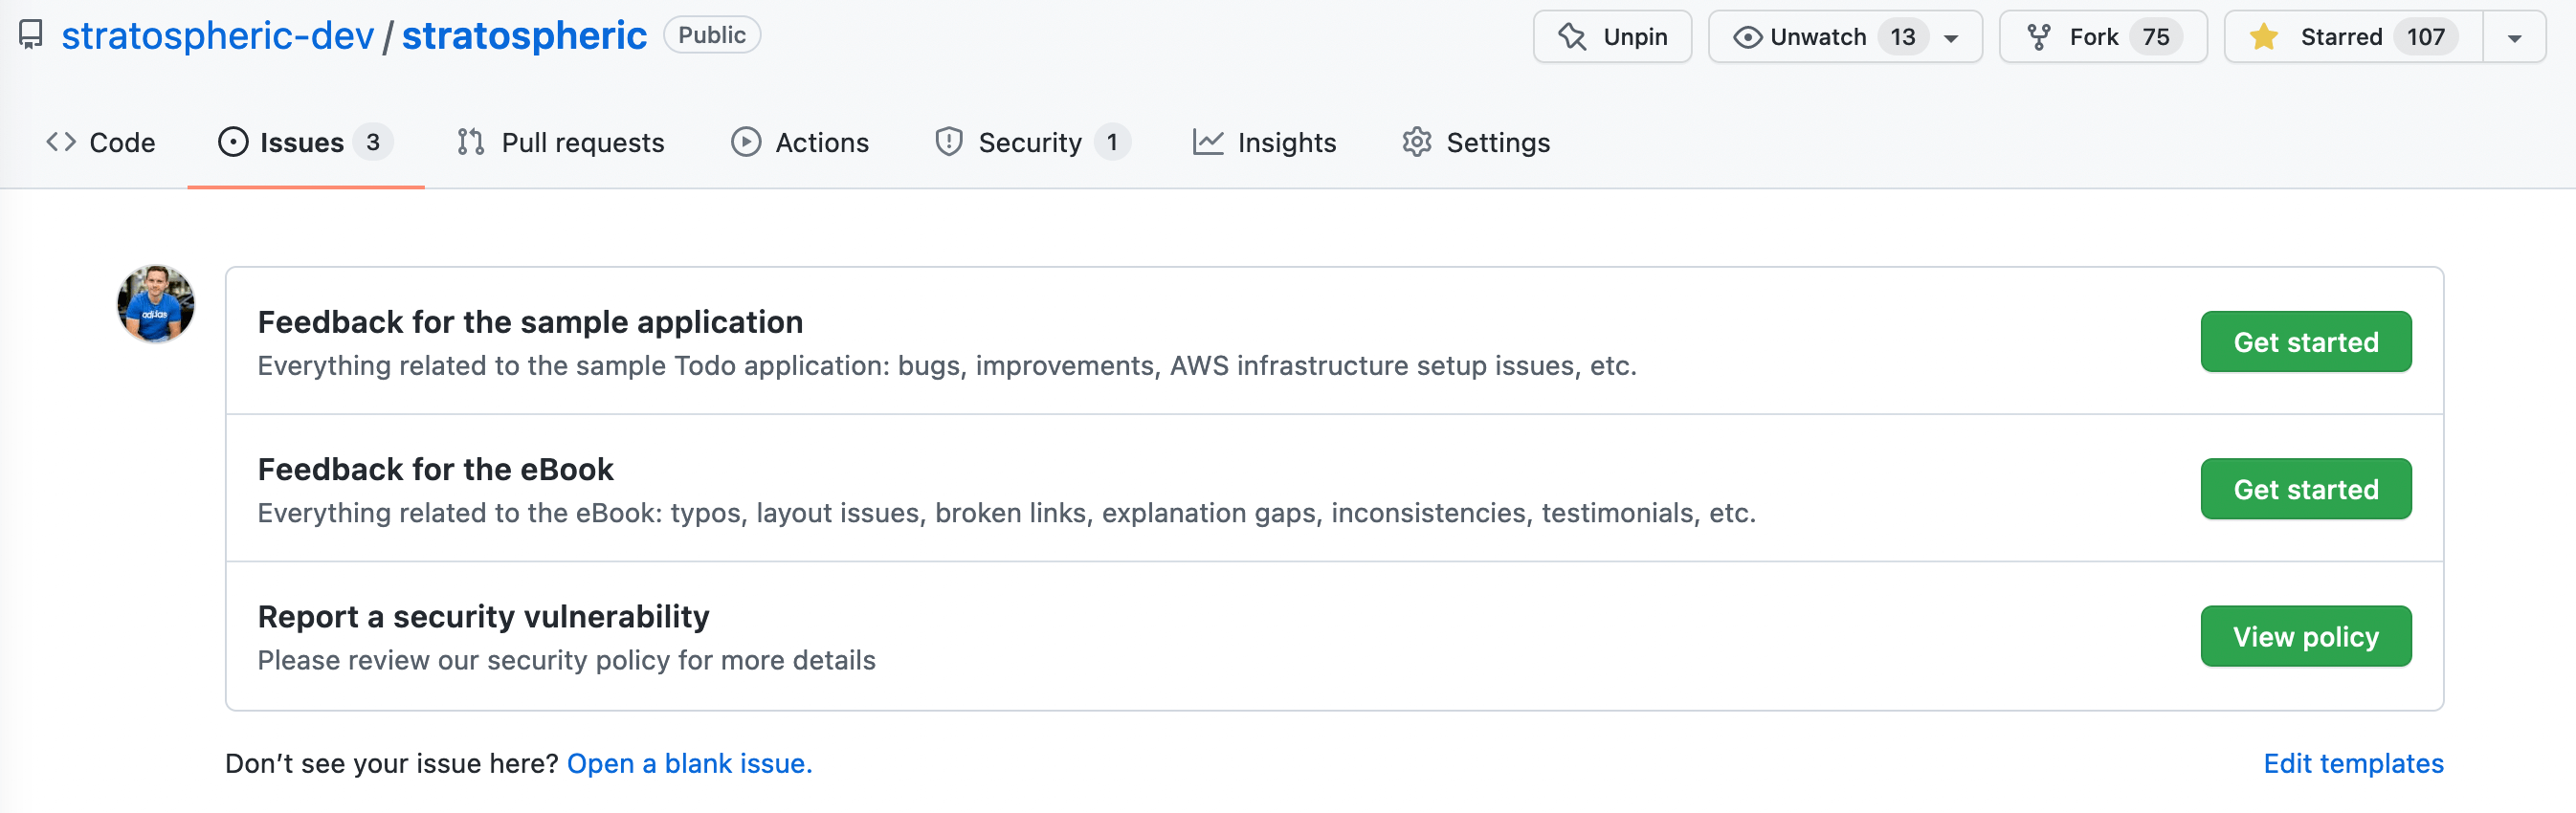 stratospheric-dev / stratospheric Public Unpin Unwatch 13 Fork 75 Starred 107
Code Issues 3 Pull requests Actions Security 1 Insights Settings
adidas
Feedback for the sample application
Everything related to the sample Todo application: bugs, improvements, AWS infrastructure setup issues, etc.
Get started
Feedback for the eBook
Everything related to the eBook: typos, layout issues, broken links, explanation gaps, inconsistencies, testimonials, etc.
Get started
Report a security vulnerability
Please review our security policy for more details
View policy
Don’t see your issue here? Open a blank issue. Edit templates